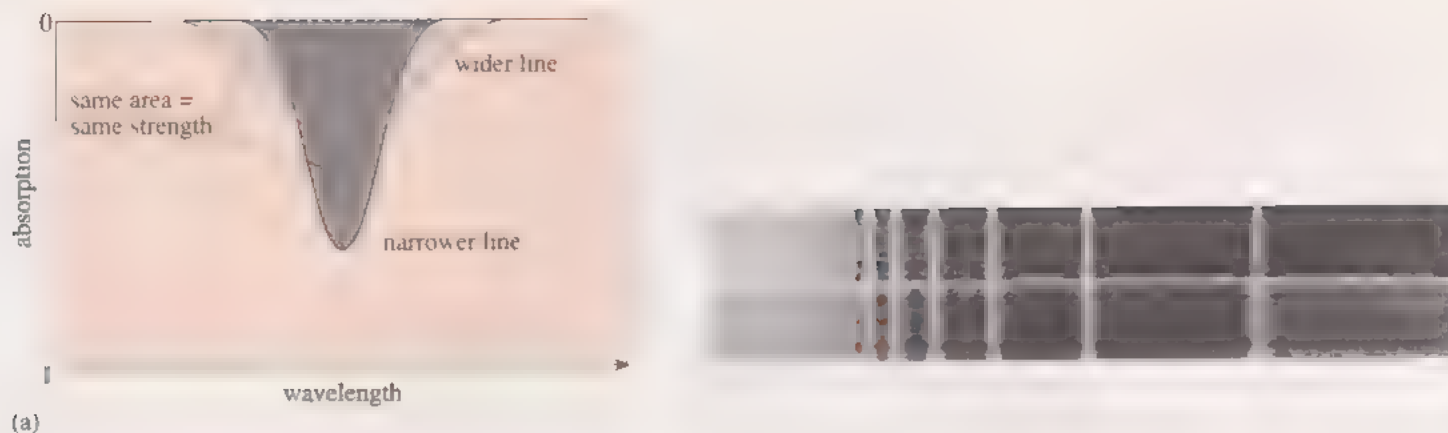 0
wider line
same area =
same strength
absorption
narrower line
1
wavelength
(a)